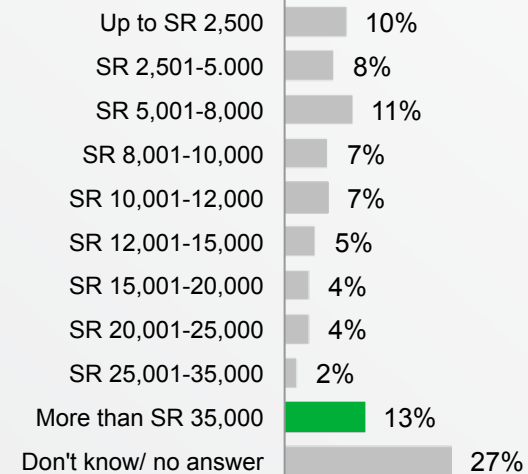 Up to SR 2,500 10%
SR 2,501-5.000 8%
SR 5,001-8,000 11%
SR 8,001-10,000 7%
SR 10,001-12,000 7%
SR 12,001-15,000 5%
SR 15,001-20,000 4%
SR 20,001-25,000 4%
SR 25,001-35,000 2%
More than SR 35,000 13%
Don't know/ no answer 27%